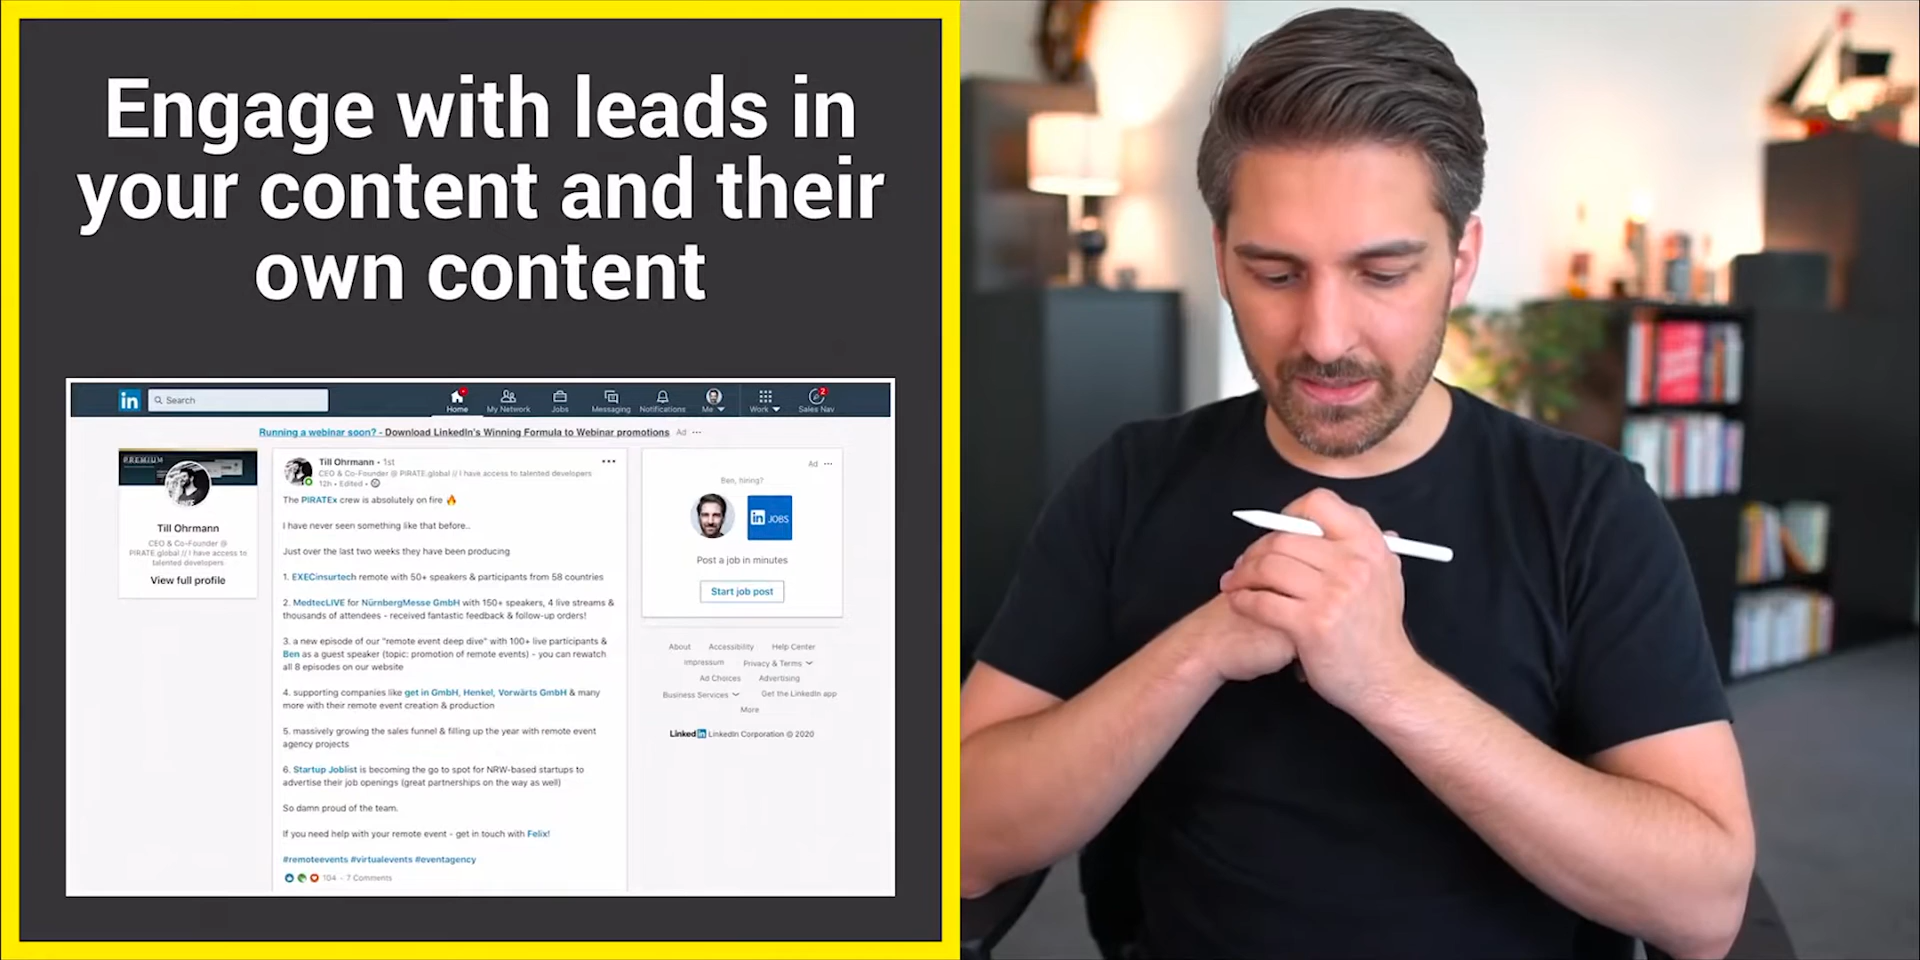 Engage with leads in
your content and their
own content
in
Search
Home
My Network
Jobs
Messaging
Notifications
Me
Work
2
Sales Nav
Running a webinar soon? - Download LinkedIn's Winning Formula to Webinar promotions Ad ...
PREMIUM
Till Ohrmann
CEO & Co-Founder @
PIRATE.global // I have access to
talented developers.
View full profile
Till Ohrmann • 1st
CEO & Co-Founder @ PIRATE.global // I have access to talented developers
12h • Edited •
The PIRATEx crew is absolutely on fire 🔥
I have never seen something like that before...
Just over the last two weeks they have been producing
1. EXECinsurtech remote with 50+ speakers & participants from 58 countries
2. MedtecLIVE for NürnbergMesse GmbH with 150+ speakers, 4 live streams &
thousands of attendees - received fantastic feedback & follow-up orders!
3. a new episode of our "remote event deep dive" with 100+ live participants &
Ben as a guest speaker (topic: promotion of remote events) - you can rewatch
all 8 episodes on our website
4. supporting companies like get in GmbH, Henkel, Vorwärts GmbH & many
more with their remote event creation & production
5. massively growing the sales funnel & filling up the year with remote event
agency projects
6. Startup Joblist is becoming the go to spot for NRW-based startups to
advertise their job openings (great partnerships on the way as well)
So damn proud of the team.
If you need help with your remote event - get in touch with Felix!
#remoteevents #virtualevents #eventagency
104 - 7 Comments
Ad ...
Ben, hiring?
in JOBS
Post a job in minutes
Start job post
About Accessibility Help Center
Impressum Privacy & Terms
Ad Choices Advertising
Business Services Get the LinkedIn app
More
Linked in LinkedIn Corporation © 2020